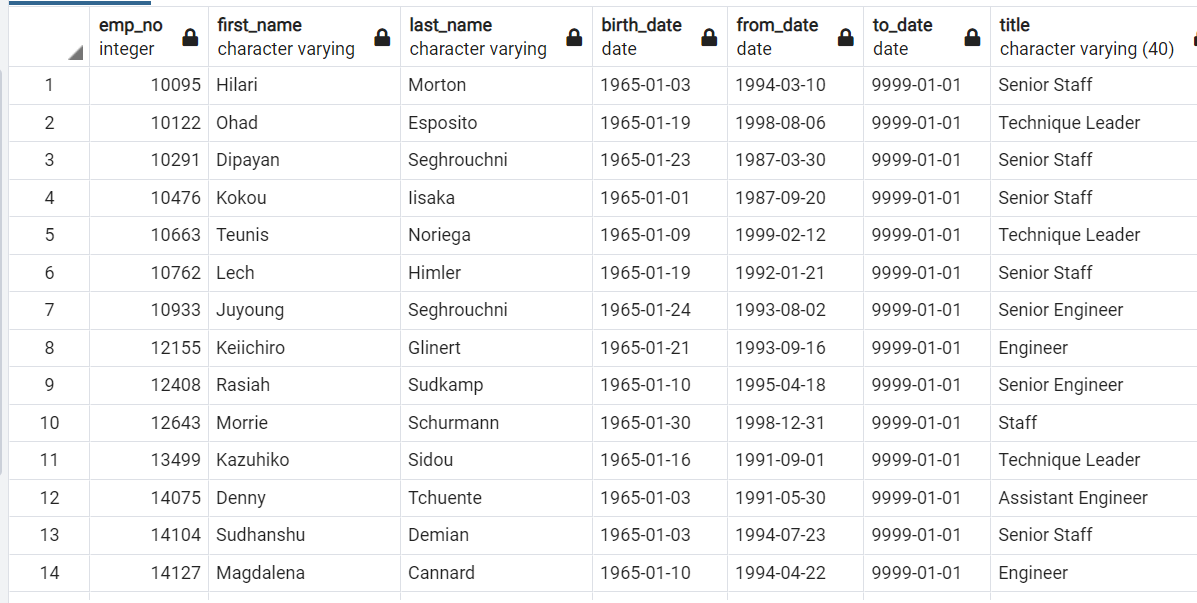 emp_no first_name last_name birth_date from_date to_date title
integer character varying character varying date date date character varying (40)
1 10095 Hilari Morton 1965-01-03 1994-03-10 9999-01-01 Senior Staff
2 10122 Ohad Esposito 1965-01-19 1998-08-06 9999-01-01 Technique Leader
3 10291 Dipayan Seghrouchni 1965-01-23 1987-03-30 9999-01-01 Senior Staff
4 10476 Kokou Iisaka 1965-01-01 1987-09-20 9999-01-01 Senior Staff
5 10663 Teunis Noriega 1965-01-09 1999-02-12 9999-01-01 Technique Leader
6 10762 Lech Himler 1965-01-19 1992-01-21 9999-01-01 Senior Staff
7 10933 Juyoung Seghrouchni 1965-01-24 1993-08-02 9999-01-01 Senior Engineer
8 12155 Keiichiro Glinert 1965-01-21 1993-09-16 9999-01-01 Engineer
9 12408 Rasiah Sudkamp 1965-01-10 1995-04-18 9999-01-01 Senior Engineer
10 12643 Morrie Schurmann 1965-01-30 1998-12-31 9999-01-01 Staff
11 13499 Kazuhiko Sidou 1965-01-16 1991-09-01 9999-01-01 Technique Leader
12 14075 Denny Tchuente 1965-01-03 1991-05-30 9999-01-01 Assistant Engineer
13 14104 Sudhanshu Demian 1965-01-03 1994-07-23 9999-01-01 Senior Staff
14 14127 Magdalena Cannard 1965-01-10 1994-04-22 9999-01-01 Engineer